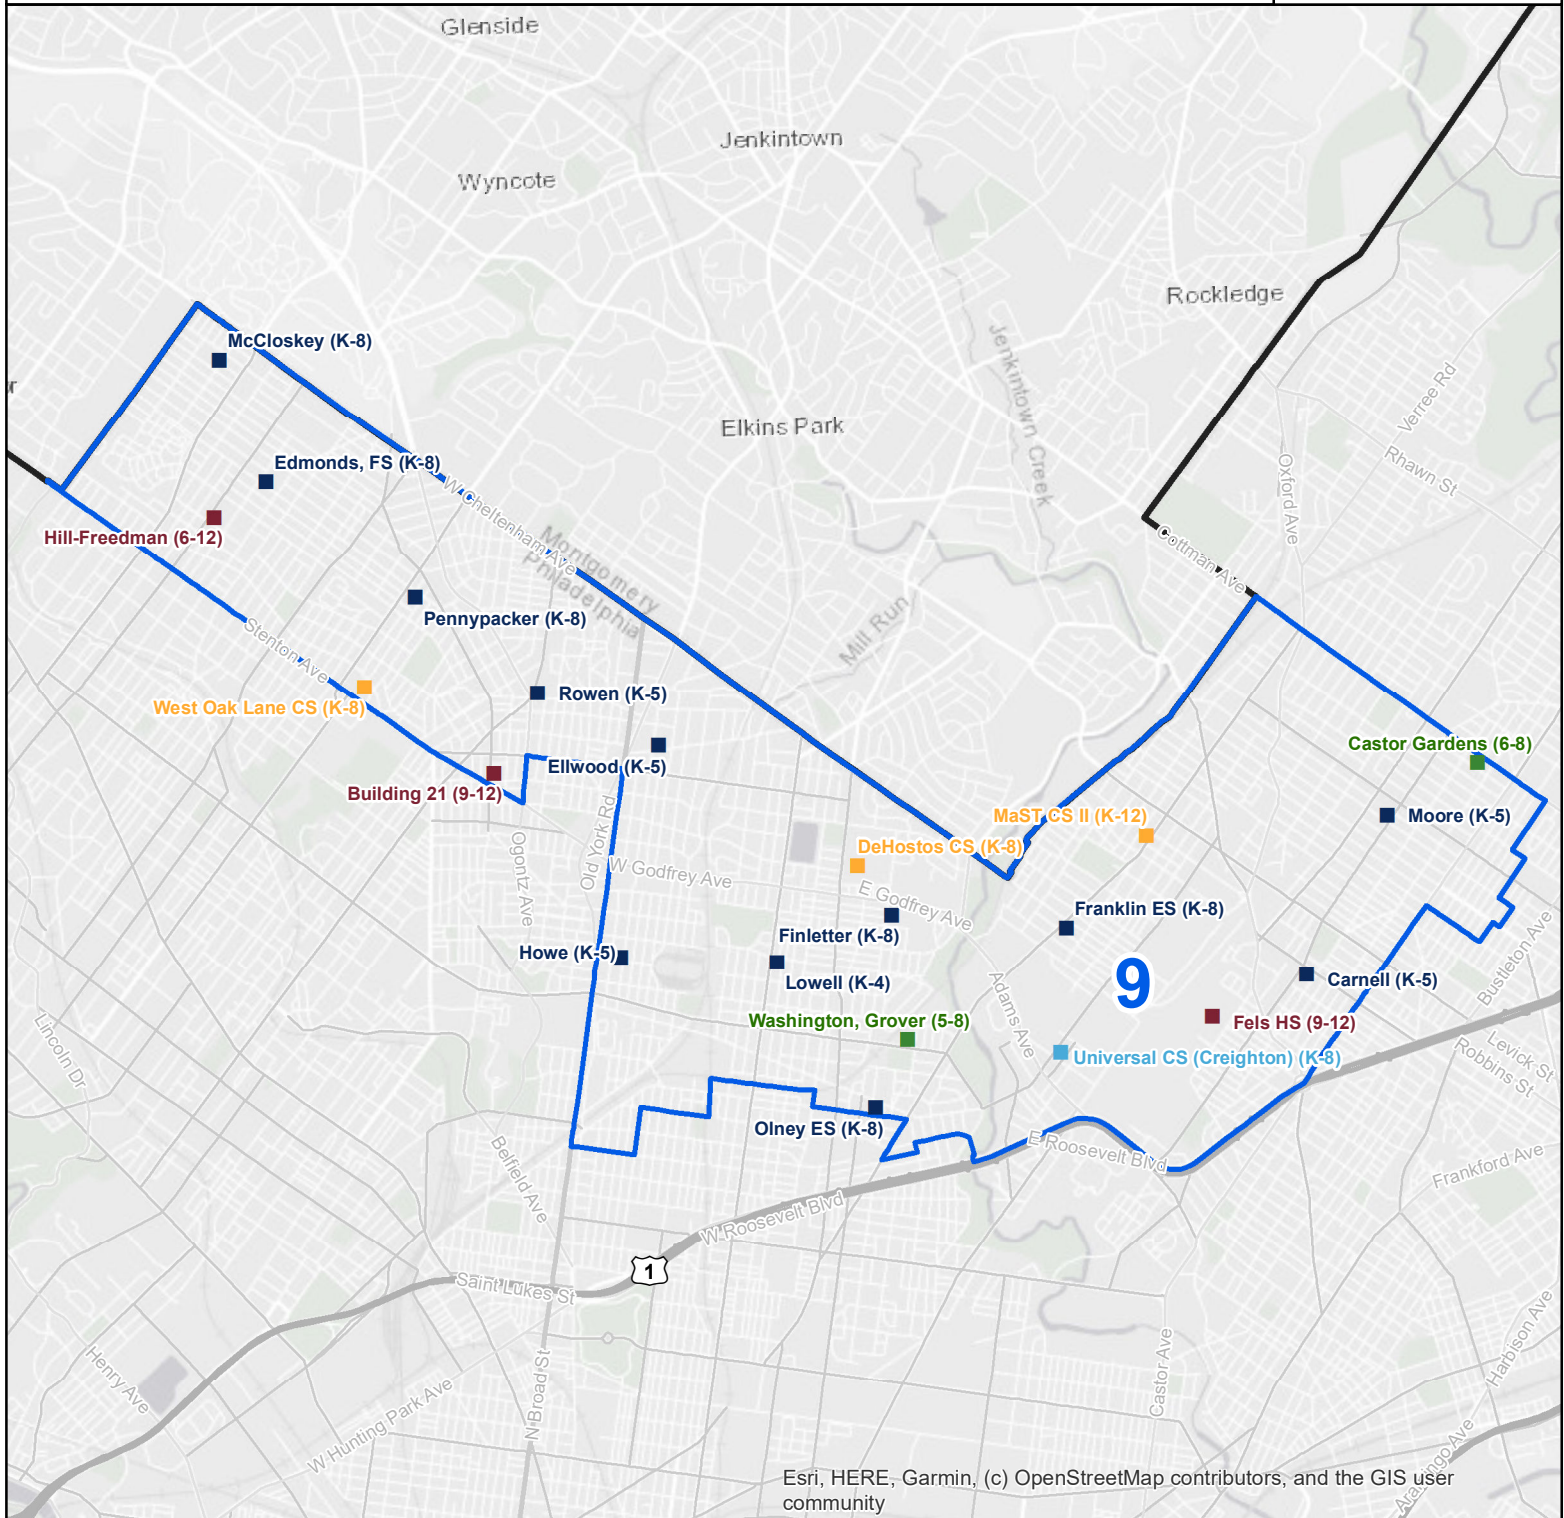 Glenside
Jenkintown
Wyncote
Rockledge
McCloskey (K-8)
Jenkintown Creek
Verree Rd
Elkins Park
Rhawn St
Oxford Ave
Edmonds, FS (K-8)
W Cheltenham Ave
Hill-Freedman (6-12)
Montgomery
Philadelphia
Cottman Ave
Pennypacker (K-8)
Mill Run
Stenton Ave
Rowen (K-5)
West Oak Lane CS (K-8)
Castor Gardens (6-8)
Ellwood (K-5)
Building 21 (9-12)
MaST CS II (K-12)
Moore (K-5)
Old York Rd
Ogontz Ave
DeHostos CS (K-8)
W Godfrey Ave
E Godfrey Ave
Franklin ES (K-8)
Finletter (K-8)
Howe (K-5)
Lowell (K-4)
9
Carnell (K-5)
Bustleton Ave
Adams Ave
Washington, Grover (5-8)
Fels HS (9-12)
Lincoln Dr
Universal CS (Creighton) (K-8)
Levick St
Robbins St
Olney ES (K-8)
E Roosevelt Blvd
Belfield Ave
Frankford Ave
W Roosevelt Blvd
1
Saint Lukes St
Henry Ave
N Broad St
Castor Ave
Harbison Ave
W Hunting Park Ave
Aramingo Ave
Esri, HERE, Garmin, (c) OpenStreetMap contributors, and the GIS user
community